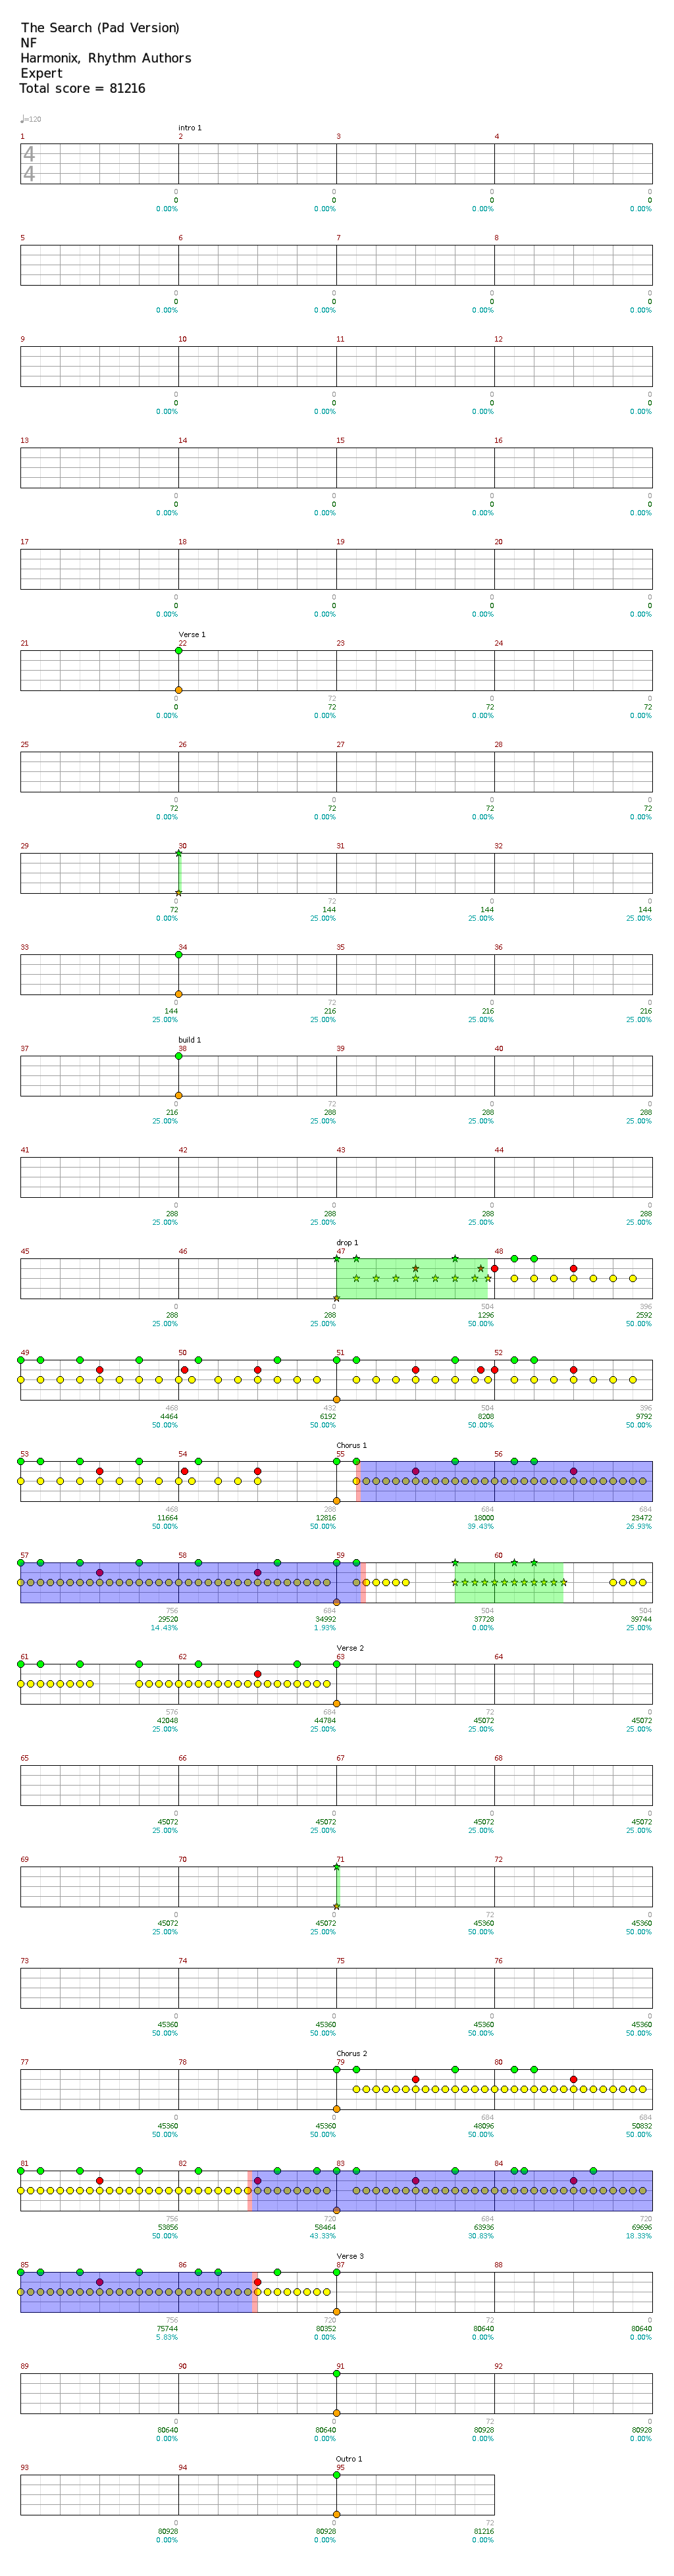 The Search (Pad Version)
NF
Harmonix, Rhythm Authors
Expert
Total score = 81216
♩=120
intro 1
1 2 3 4
4
4
0 0 0 0
0 0 0 0
0.00% 0.00% 0.00% 0.00%
5 6 7 8
0 0 0 0
0 0 0 0
0.00% 0.00% 0.00% 0.00%
9 10 11 12
0 0 0 0
0 0 0 0
0.00% 0.00% 0.00% 0.00%
13 14 15 16
0 0 0 0
0 0 0 0
0.00% 0.00% 0.00% 0.00%
17 18 19 20
0 0 0 0
0 0 0 0
0.00% 0.00% 0.00% 0.00%
Verse 1
21 22 23 24
0 72 0 0
0 72 72 72
0.00% 0.00% 0.00% 0.00%
25 26 27 28
0 0 0 0
72 72 72 72
0.00% 0.00% 0.00% 0.00%
29 30 31 32
0 72 0 0
72 144 144 144
0.00% 25.00% 25.00% 25.00%
33 34 35 36
0 72 0 0
144 216 216 216
25.00% 25.00% 25.00% 25.00%
build 1
37 38 39 40
0 72 0 0
216 288 288 288
25.00% 25.00% 25.00% 25.00%
41 42 43 44
0 0 0 0
288 288 288 288
25.00% 25.00% 25.00% 25.00%
drop 1
45 46 47 48
0 0 504 396
288 288 1296 2592
25.00% 25.00% 50.00% 50.00%
49 50 51 52
468 432 504 396
4464 6192 8208 9792
50.00% 50.00% 50.00% 50.00%
Chorus 1
53 54 55 56
468 288 684 684
11664 12816 18000 23472
50.00% 50.00% 39.43% 26.93%
57 58 59 60
756 684 504 504
29520 34992 37728 39744
14.43% 1.93% 0.00% 25.00%
Verse 2
61 62 63 64
576 684 72 0
42048 44784 45072 45072
25.00% 25.00% 25.00% 25.00%
65 66 67 68
0 0 0 0
45072 45072 45072 45072
25.00% 25.00% 25.00% 25.00%
69 70 71 72
0 0 72 0
45072 45072 45360 45360
25.00% 25.00% 50.00% 50.00%
73 74 75 76
0 0 0 0
45360 45360 45360 45360
50.00% 50.00% 50.00% 50.00%
Chorus 2
77 78 79 80
0 0 684 684
45360 45360 48096 50832
50.00% 50.00% 50.00% 50.00%
81 82 83 84
756 720 684 720
53856 58464 63936 69696
50.00% 43.33% 30.83% 18.33%
Verse 3
85 86 87 88
756 720 72 0
75744 80352 80640 80640
5.83% 0.00% 0.00% 0.00%
89 90 91 92
0 0 72 0
80640 80640 80928 80928
0.00% 0.00% 0.00% 0.00%
Outro 1
93 94 95
0 0 72
80928 80928 81216
0.00% 0.00% 0.00%